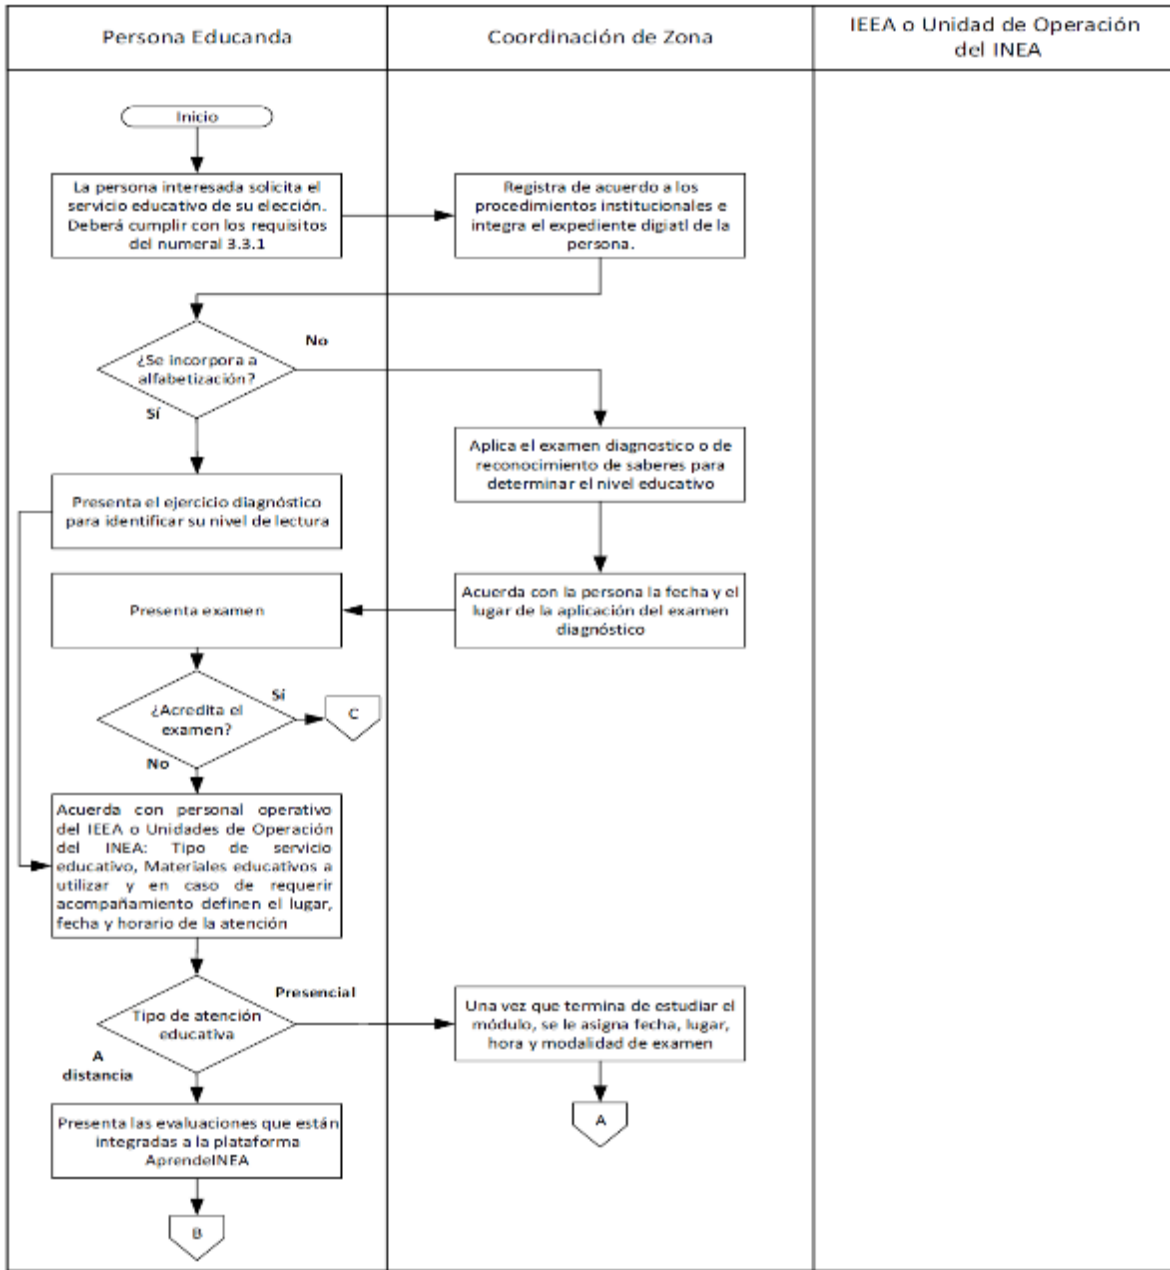 Persona Educanda
Coordinación de Zona
IEEA o Unidad de Operación
del INEA
Inicio
La persona interesada solicita el
servicio educativo de su elección.
Deberá cumplir con los requisitos
del numeral 3.3.1
Registra de acuerdo a los
procedimientos institucionales e
integra el expediente digiatl de la
persona.
¿Se incorpora a
alfabetización?
No
Sí
Aplica el examen diagnostico o de
reconocimiento de saberes para
determinar el nivel educativo
Presenta el ejercicio diagnóstico
para identificar su nivel de lectura
Acuerda con la persona la fecha y el
lugar de la aplicación del examen
diagnóstico
Presenta examen
¿Acredita el
examen?
Sí
C
No
Acuerda con personal operativo
del IEEA o Unidades de Operación
del INEA: Tipo de servicio
educativo, Materiales educativos a
utilizar y en caso de requerir
acompañamiento definen el lugar,
fecha y horario de la atención
Tipo de atención
educativa
Presencial
A
distancia
Una vez que termina de estudiar el
módulo, se le asigna fecha, lugar,
hora y modalidad de examen
A
Presenta las evaluaciones que están
integradas a la plataforma
AprendeINEA
B